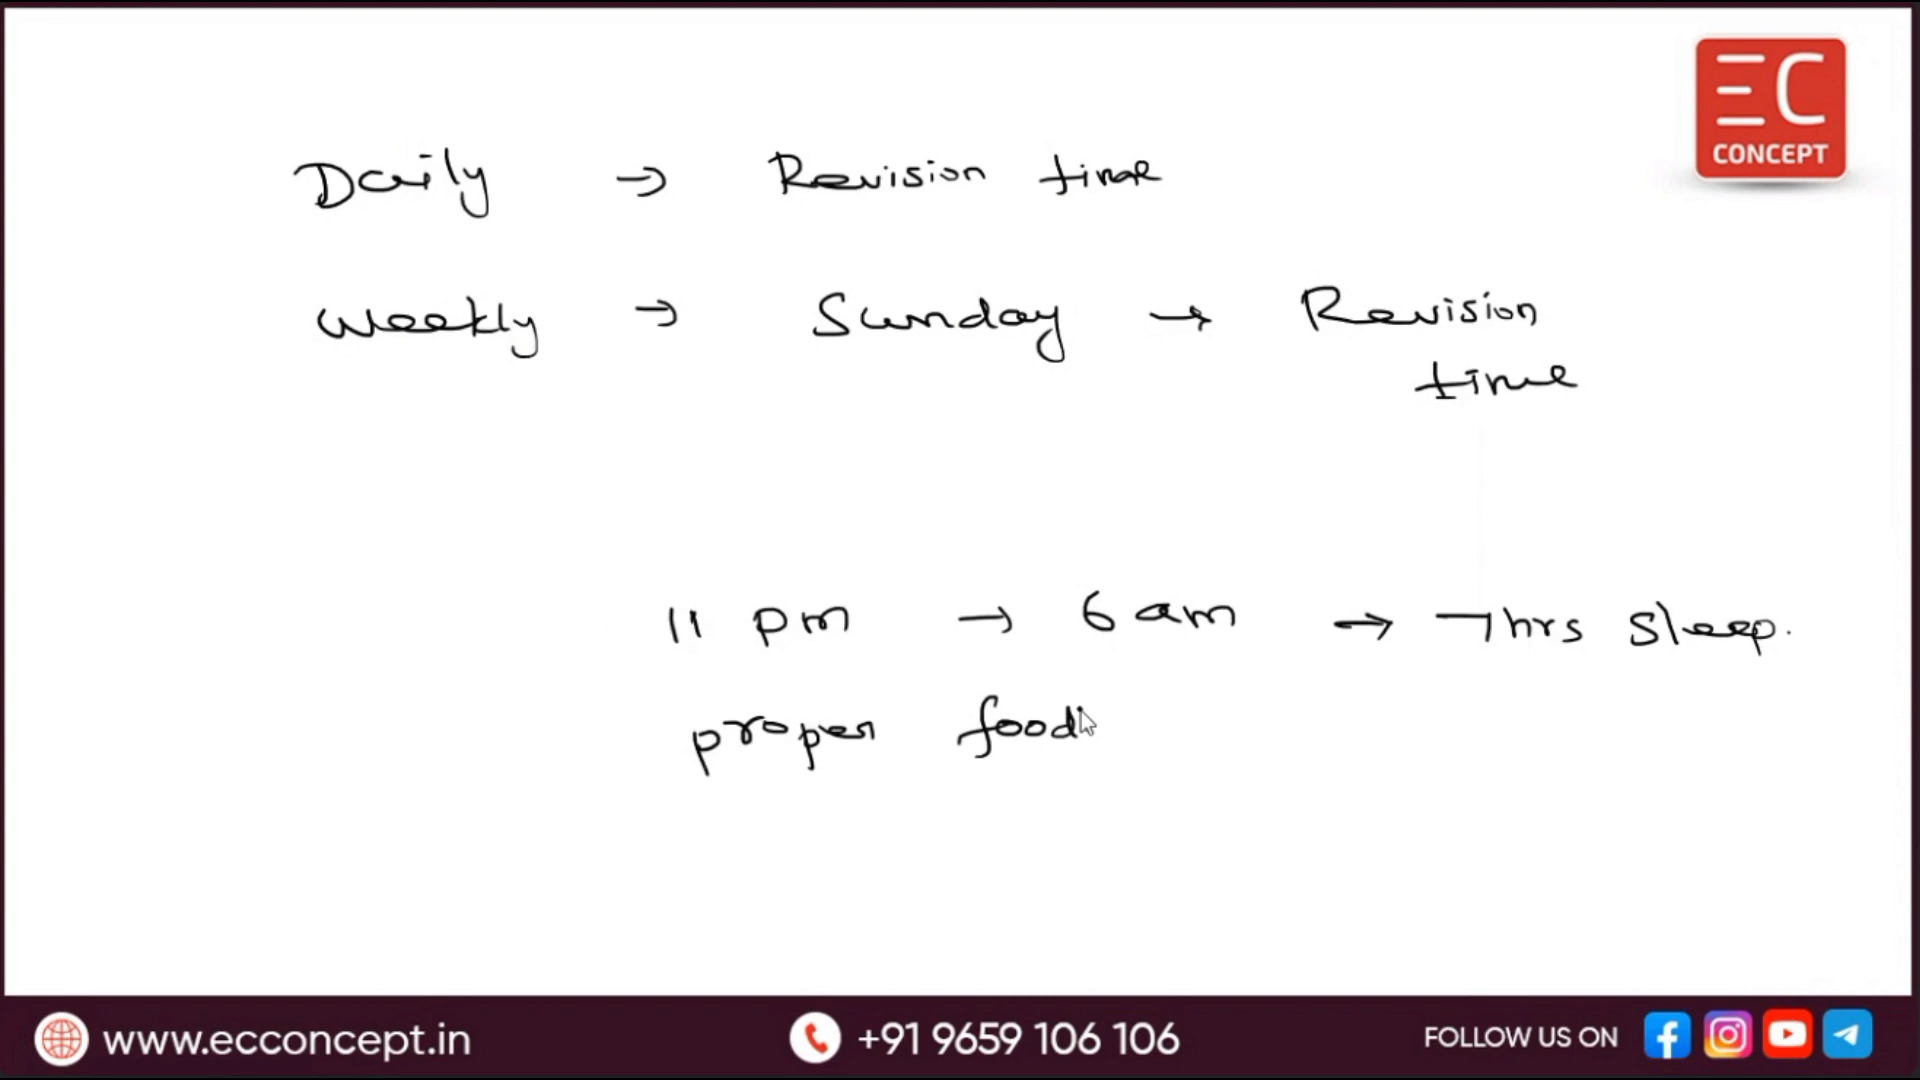 EC
CONCEPT
Daily → Revision time
Weekly → Sunday → Revision
time
11 pm → 6 am → 7hrs sleep.
proper food
www.ecconcept.in
+91 9659 106 106
FOLLOW US ON